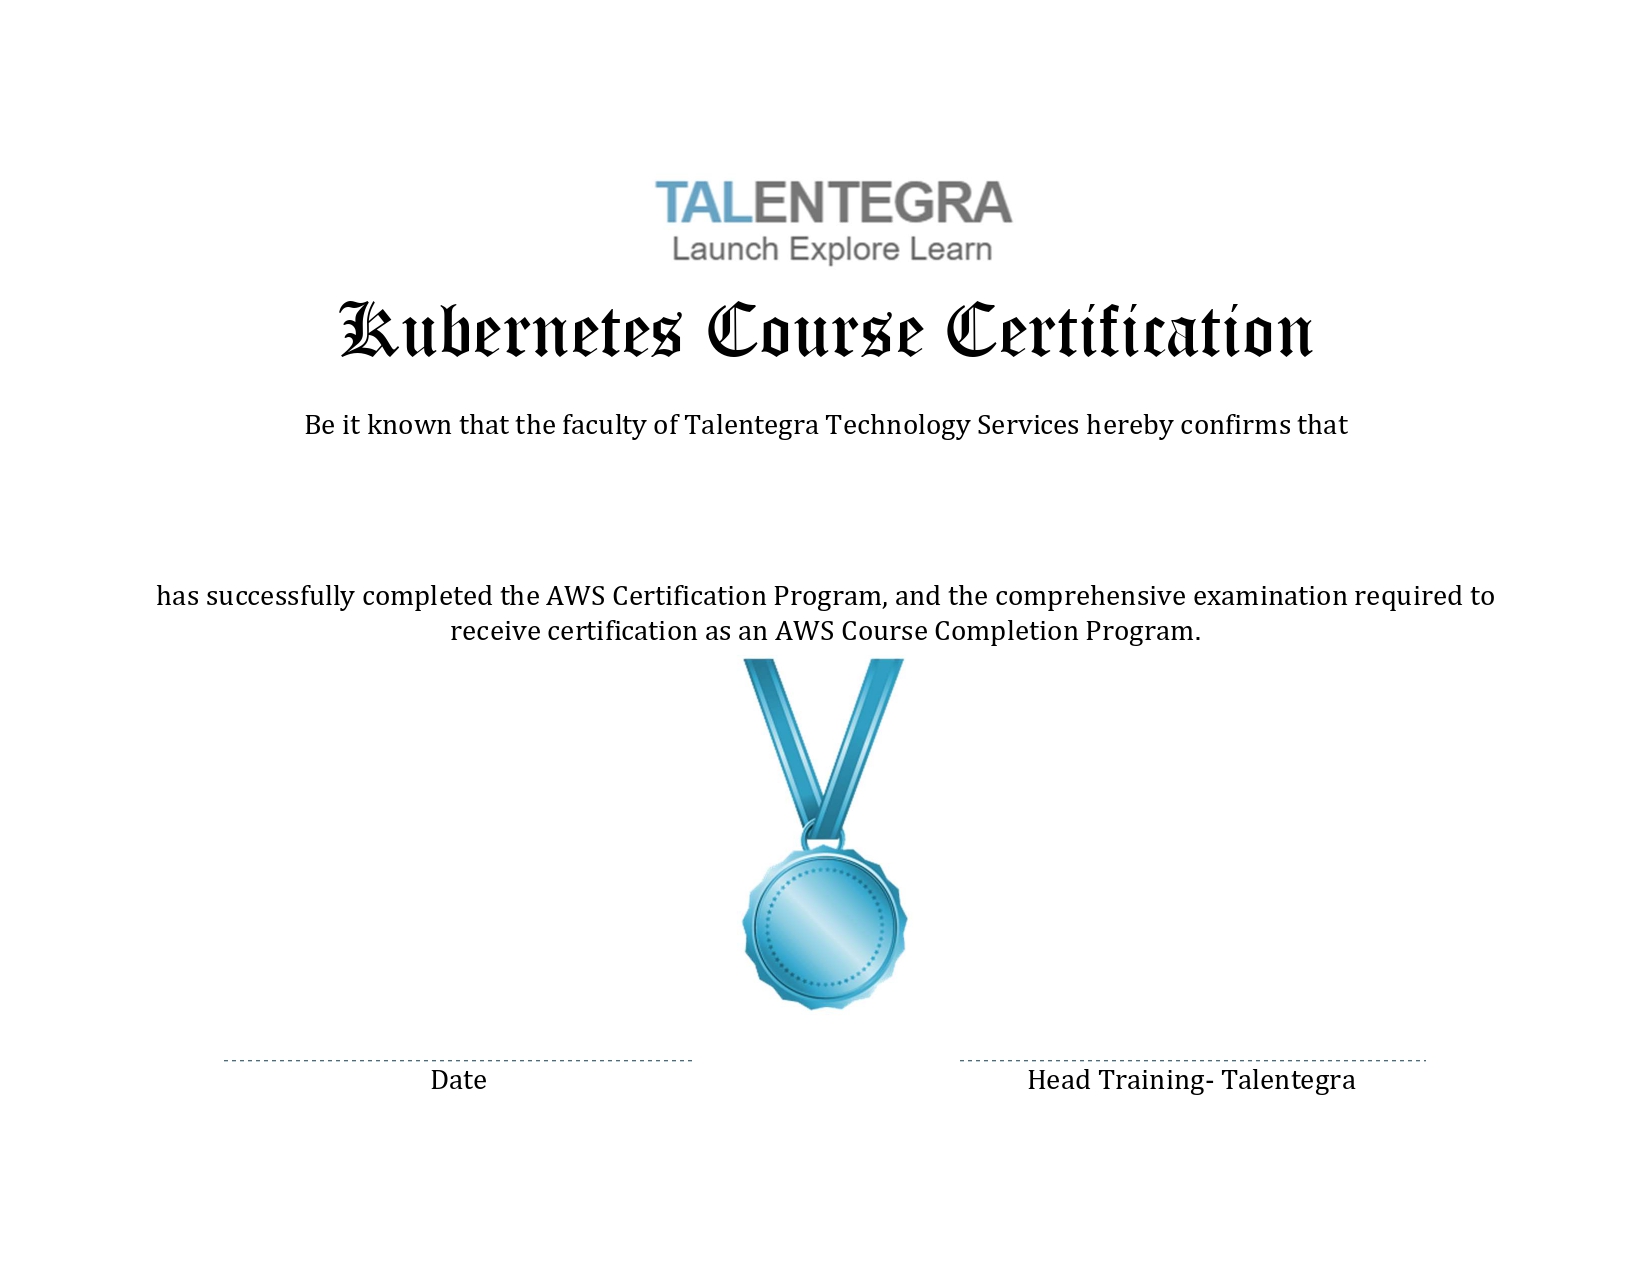 TALENTEGRA
Launch Explore Learn
Kubernetes Course Certification
Be it known that the faculty of Talentegra Technology Services hereby confirms that
has successfully completed the AWS Certification Program, and the comprehensive examination required to
receive certification as an AWS Course Completion Program.
Date
Head Training- Talentegra